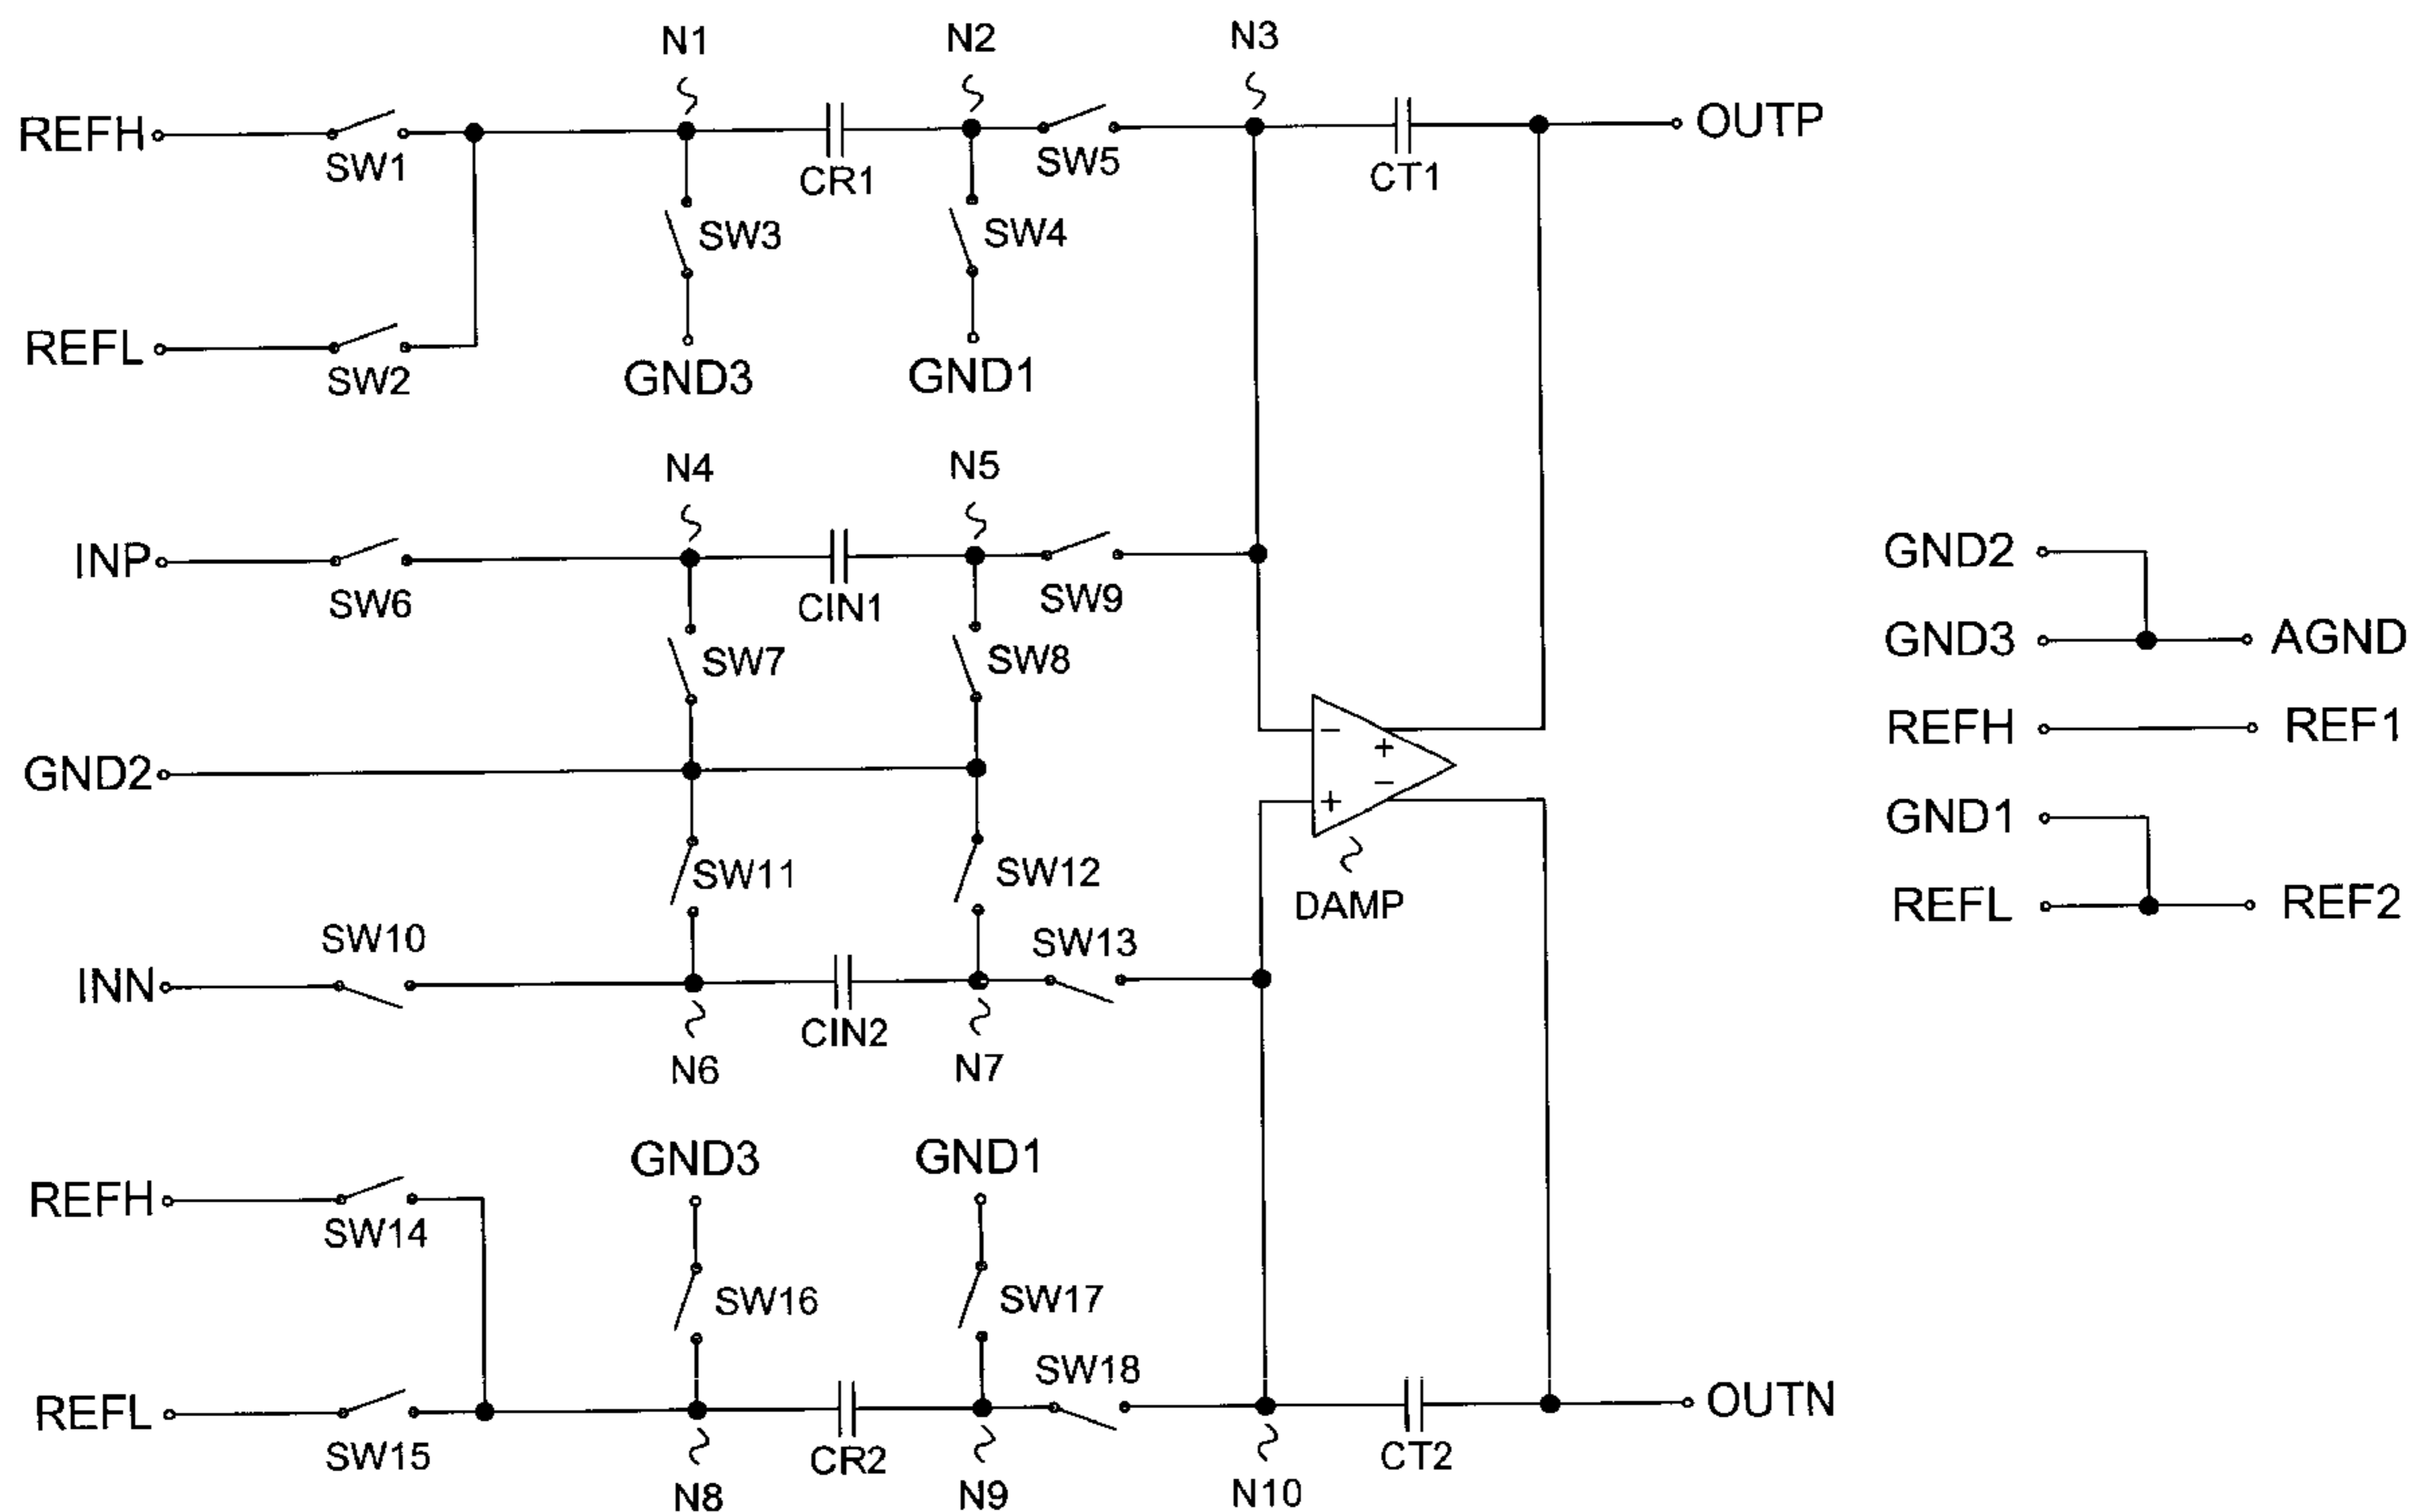 N1
N2
N3
REFH
SW1
CR1
SW5
CT1
OUTP
SW3
SW4
REFL
SW2
GND3
GND1
N4
N5
INP
SW6
CIN1
SW9
SW7
SW8
GND2
−
+
+
−
DAMP
SW11
SW12
SW10
SW13
INN
CIN2
N6
N7
GND3
GND1
REFH
SW14
SW16
SW17
SW18
REFL
SW15
CR2
CT2
OUTN
N8
N9
N10
GND2
GND3
AGND
REFH
REF1
GND1
REFL
REF2